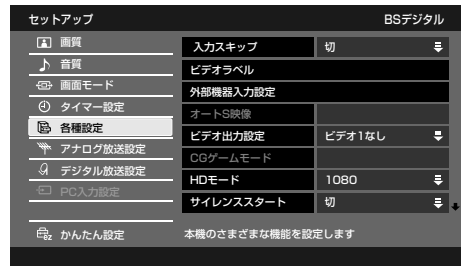 セットアップ
BSデジタル
画質
音質
画面モード
タイマー設定
各種設定
アナログ放送設定
デジタル放送設定
PC入力設定
かんたん設定
入力スキップ 切
ビデオラベル
外部機器入力設定
オートS映像
ビデオ出力設定 ビデオ1なし
CGゲームモード
HDモード 1080
サイレンススタート 切
本機のさまざまな機能を設定します